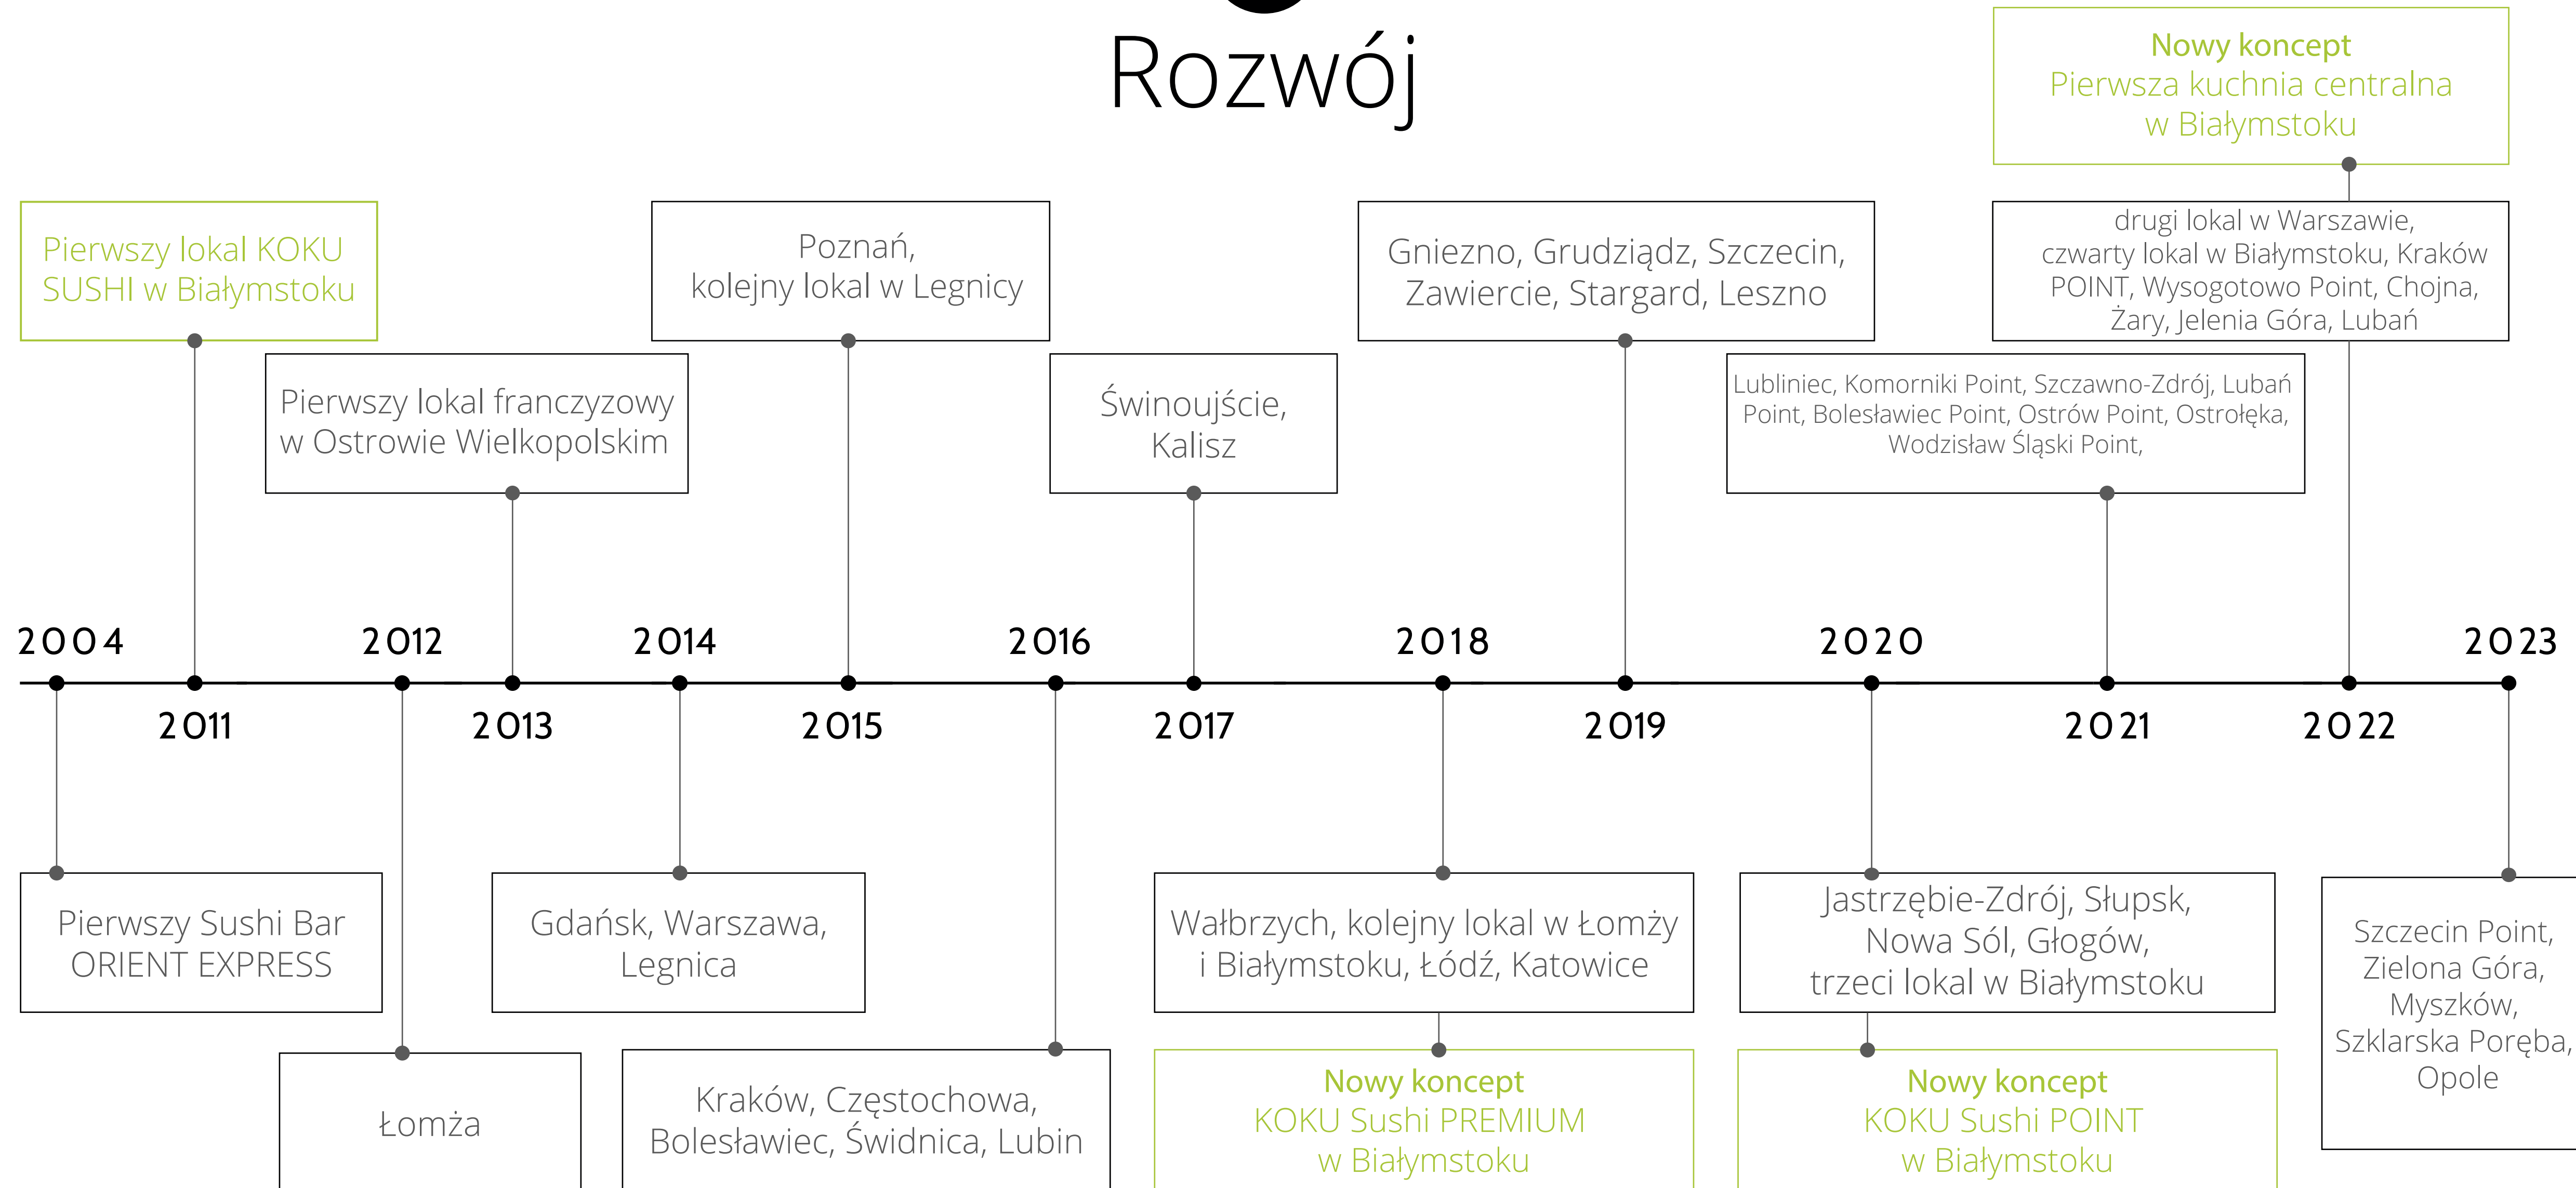 Rozwój
Nowy koncept
Pierwsza kuchnia centralna
w Białymstoku
Pierwszy lokal KOKU
SUSHI w Białymstoku
Poznań,
kolejny lokal w Legnicy
Gniezno, Grudziądz, Szczecin,
Zawiercie, Stargard, Leszno
drugi lokal w Warszawie,
czwarty lokal w Białymstoku, Kraków
POINT, Wysogotowo Point, Chojna,
Żary, Jelenia Góra, Lubań
Pierwszy lokal franczyzowy
w Ostrowie Wielkopolskim
Świnoujście,
Kalisz
Lubliniec, Komorniki Point, Szczawno-Zdrój, Lubań
Point, Bolesławiec Point, Ostrów Point, Ostrołęka,
Wodzisław Śląski Point,
2004
2012
2014
2016
2018
2020
2023
2011
2013
2015
2017
2019
2021
2022
Pierwszy Sushi Bar
ORIENT EXPRESS
Gdańsk, Warszawa,
Legnica
Wałbrzych, kolejny lokal w Łomży
i Białymstoku, Łódź, Katowice
Jastrzębie-Zdrój, Słupsk,
Nowa Sól, Głogów,
trzeci lokal w Białymstoku
Szczecin Point,
Zielona Góra,
Myszków,
Szklarska Poręba,
Opole
Łomża
Kraków, Częstochowa,
Bolesławiec, Świdnica, Lubin
Nowy koncept
KOKU Sushi PREMIUM
w Białymstoku
Nowy koncept
KOKU Sushi POINT
w Białymstoku